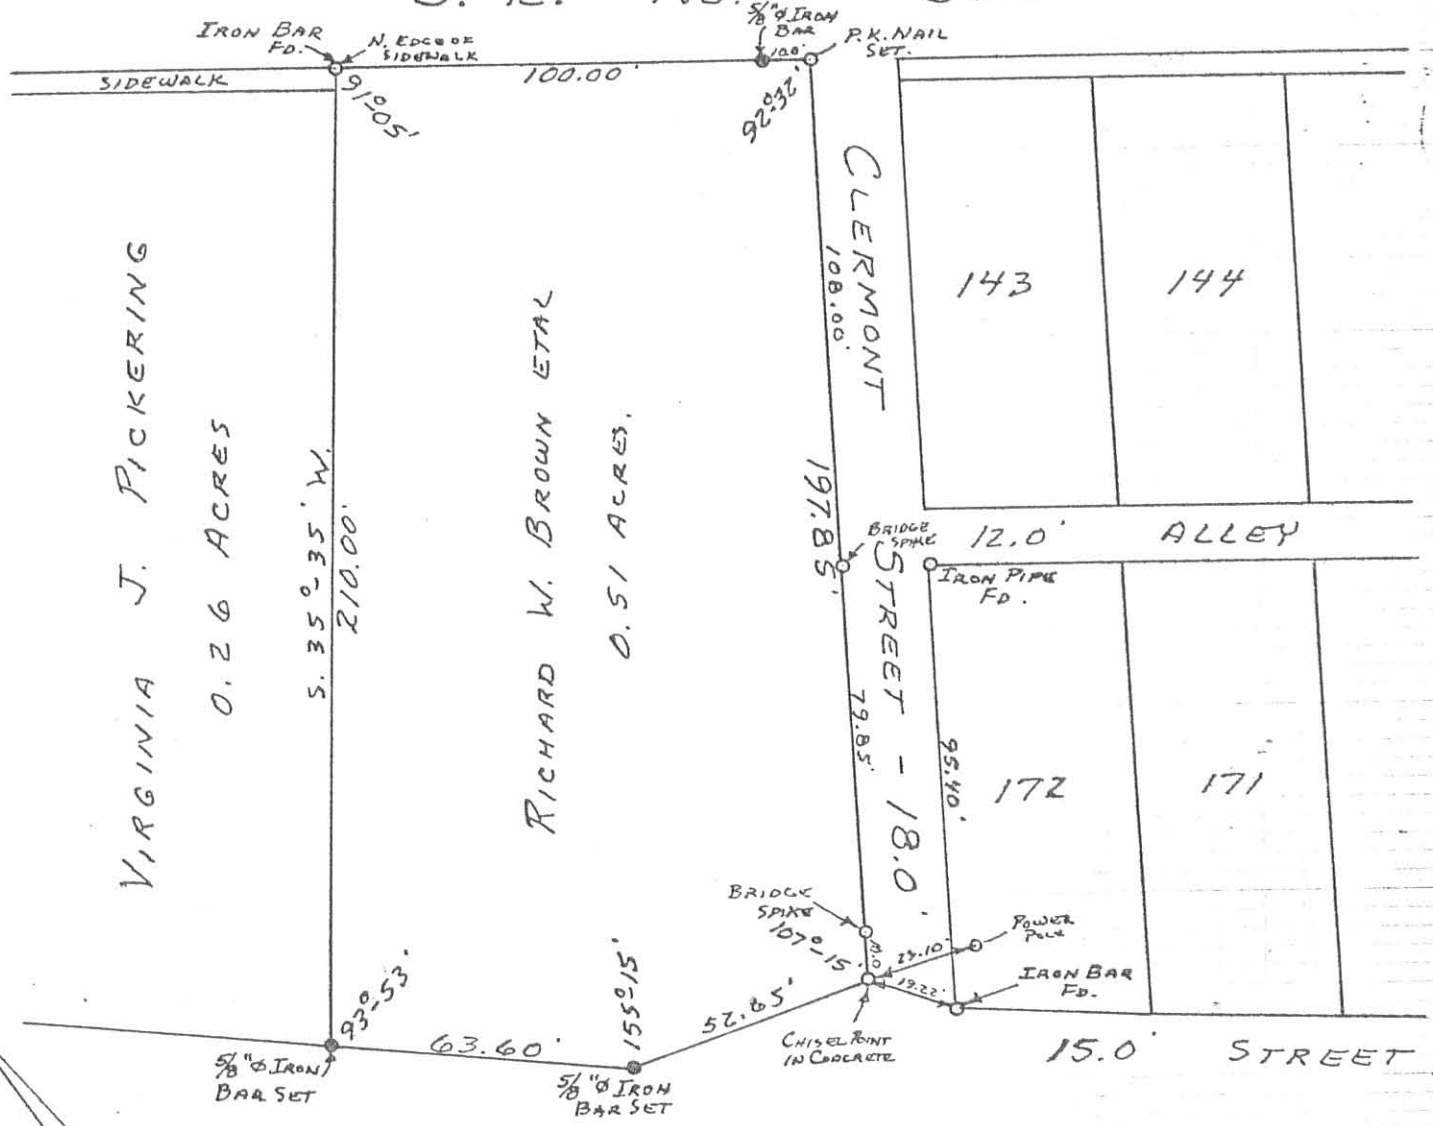 IRON BAR
FD.
N. EDGE OF
SIDEWALK
5/8"Ø IRON
BAR
P.K. NAIL
SET.
SIDEWALK
100.00'
10.0'
91°-05'
92°-32'
CLERMONT
108.00'
143
144
VIRGINIA J. PICKERING
0.26 ACRES
S. 35°-35' W.
210.00'
RICHARD W. BROWN ETAL
0.51 ACRES.
197.85'
BRIDGE
SPIKE
12.0' ALLEY
IRON PIPE
FD.
STREET - 18.0'
79.85'
95.40'
172
171
BRIDGE
SPIKE
107°-15'
10.0
POWER
POLE
IRON BAR
FD.
19.22'
93°-53'
155°-15'
52.85'
CHISEL POINT
IN CONCRETE
63.60'
5/8"Ø IRON
BAR SET
5/8"Ø IRON
BAR SET
15.0' STREET